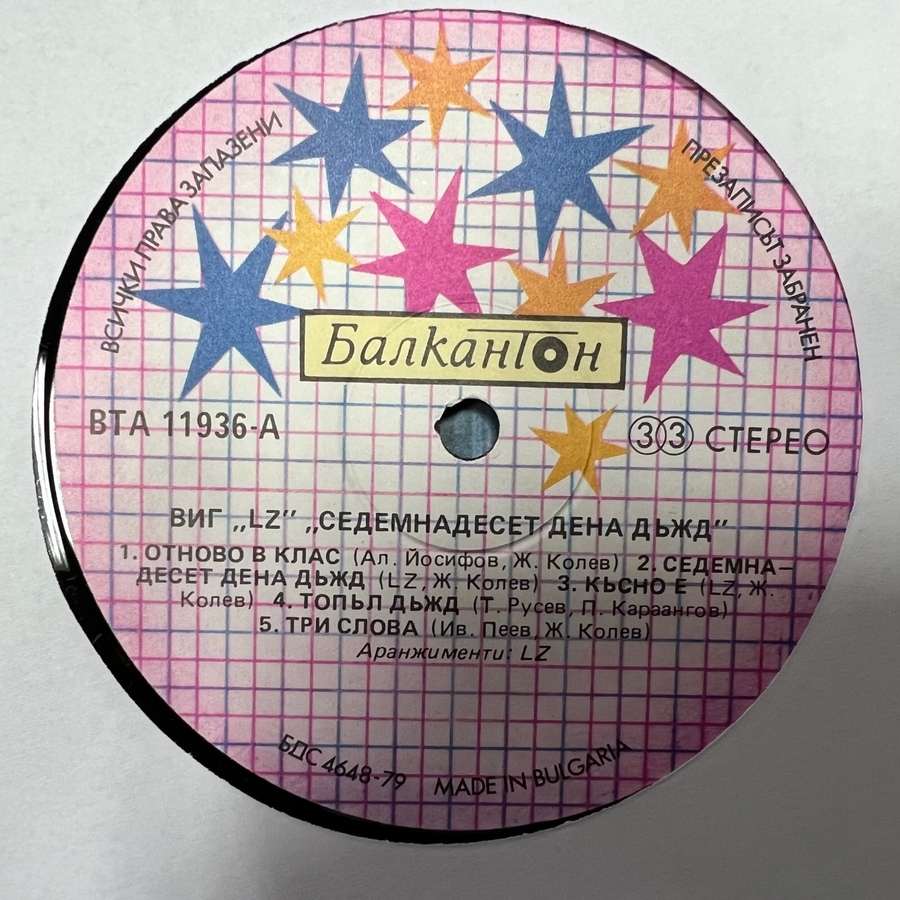 ВСИЧКИ ПРАВА ЗАПАЗЕНИ
ПРЕЗАПИСЪТ ЗАБРАНЕН
Балкантон
ВТА 11936-А
33 СТЕРЕО
ВИГ „LZ" „СЕДЕМНАДЕСЕТ ДЕНА ДЪЖД"
1. ОТНОВО В КЛАС (Ал. Йосифов, Ж. Колев) 2. СЕДЕМНА-
ДЕСЕТ ДЕНА ДЪЖД (LZ, Ж. Колев) 3. КЪСНО Е (LZ, Ж.
Колев) 4. ТОПЪЛ ДЪЖД (Т. Русев, П. Караангов)
5. ТРИ СЛОВА (Ив. Пеев, Ж. Колев)
Аранжименти: LZ
БДС 4648-79 MADE IN BULGARIA